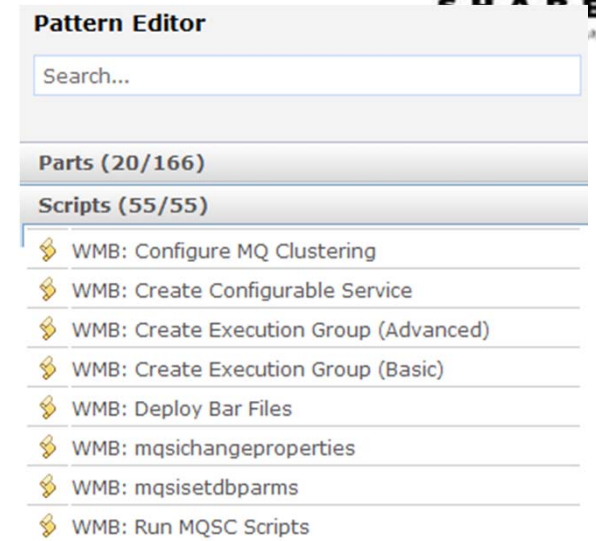 SHARE
Pattern Editor
Search...
Parts (20/166)
Scripts (55/55)
WMB: Configure MQ Clustering
WMB: Create Configurable Service
WMB: Create Execution Group (Advanced)
WMB: Create Execution Group (Basic)
WMB: Deploy Bar Files
WMB: mqsichangeproperties
WMB: mqsisetdbparms
WMB: Run MQSC Scripts